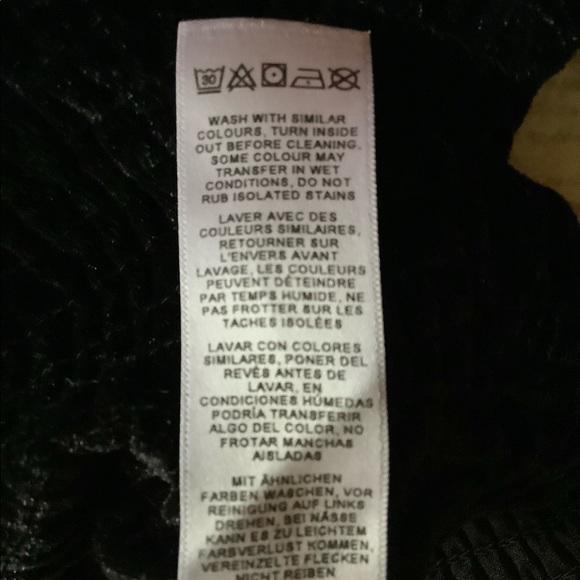 30
WASH WITH SIMILAR
COLOURS, TURN INSIDE
OUT BEFORE CLEANING.
SOME COLOUR MAY
TRANSFER IN WET
CONDITIONS, DO NOT
RUB ISOLATED STAINS
LAVER AVEC DES
COULEURS SIMILAIRES,
RETOURNER SUR
L'ENVERS AVANT
LAVAGE, LES COULEURS
PEUVENT DÉTEINDRE
PAR TEMPS HUMIDE, NE
PAS FROTTER SUR LES
TACHES ISOLÉES
LAVAR CON COLORES
SIMILARES, PONER DEL
REVÉS ANTES DE
LAVAR, EN
CONDICIONES HÚMEDAS
PODRÍA TRANSFERIR
ALGO DEL COLOR, NO
FROTAR MANCHAS
AISLADAS
MIT ÄHNLICHEN
FARBEN WASCHEN, VOR
REINIGUNG AUF LINKS
DREHEN, BEI NÄSSE
KANN ES ZU LEICHTEM
FARBVERLUST KOMMEN,
VEREINZELTE FLECKEN
NICHT REIBEN